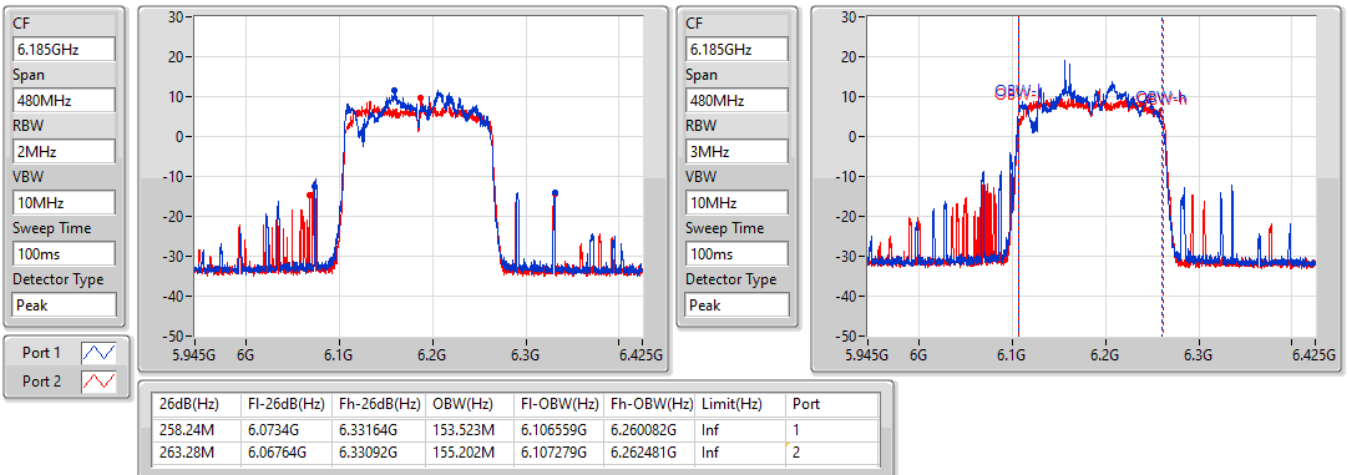 CF
6.185GHz
Span
480MHz
RBW
2MHz
VBW
10MHz
Sweep Time
100ms
Detector Type
Peak
Port 1
Port 2
30
20
10
0
-10
-20
-30
-40
-50
5.945G 6G 6.1G 6.2G 6.3G 6.425G
CF
6.185GHz
Span
480MHz
RBW
3MHz
VBW
10MHz
Sweep Time
100ms
Detector Type
Peak
30
20
10
0
-10
-20
-30
-40
-50
OBW-l
OBW-h
5.945G 6G 6.1G 6.2G 6.3G 6.425G
26dB(Hz) Fl-26dB(Hz) Fh-26dB(Hz) OBW(Hz) Fl-OBW(Hz) Fh-OBW(Hz) Limit(Hz) Port
258.24M 6.0734G 6.33164G 153.523M 6.106559G 6.260082G Inf 1
263.28M 6.06764G 6.33092G 155.202M 6.107279G 6.262481G Inf 2